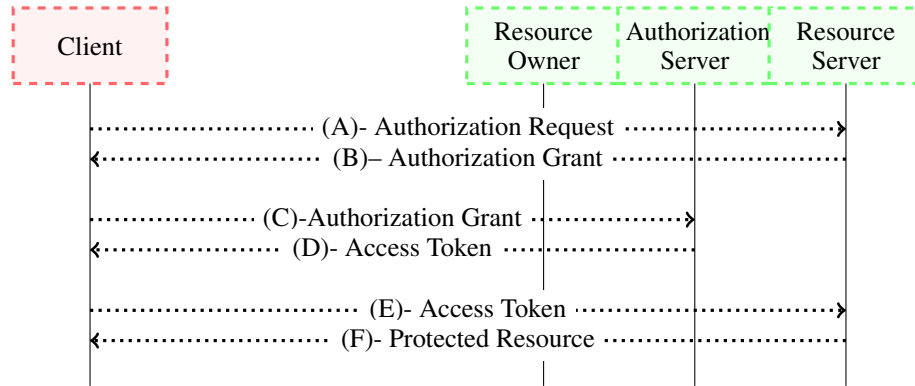 Client
Resource
Owner
Authorization
Server
Resource
Server
(A)- Authorization Request
(B)– Authorization Grant
(C)-Authorization Grant
(D)- Access Token
(E)- Access Token
(F)- Protected Resource